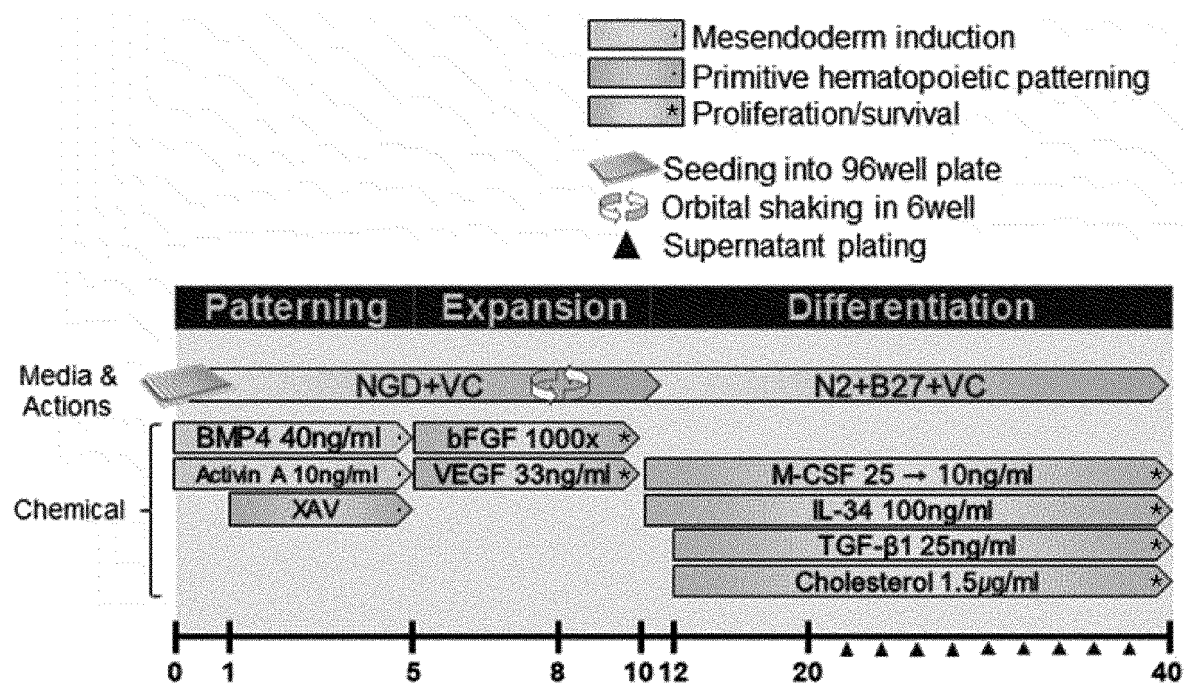 Mesendoderm induction
Primitive hematopoietic patterning
* Proliferation/survival
Seeding into 96well plate
Orbital shaking in 6well
Supernatant plating
Patterning Expansion Differentiation
Media & Actions
NGD+VC N2+B27+VC
Chemical
BMP4 40ng/ml bFGF 1000x *
Activin A 10ng/ml VEGF 33ng/ml * M-CSF 25 → 10ng/ml *
XAV IL-34 100ng/ml *
TGF-β1 25ng/ml *
Cholesterol 1.5µg/ml *
0 1 5 8 10 12 20 40